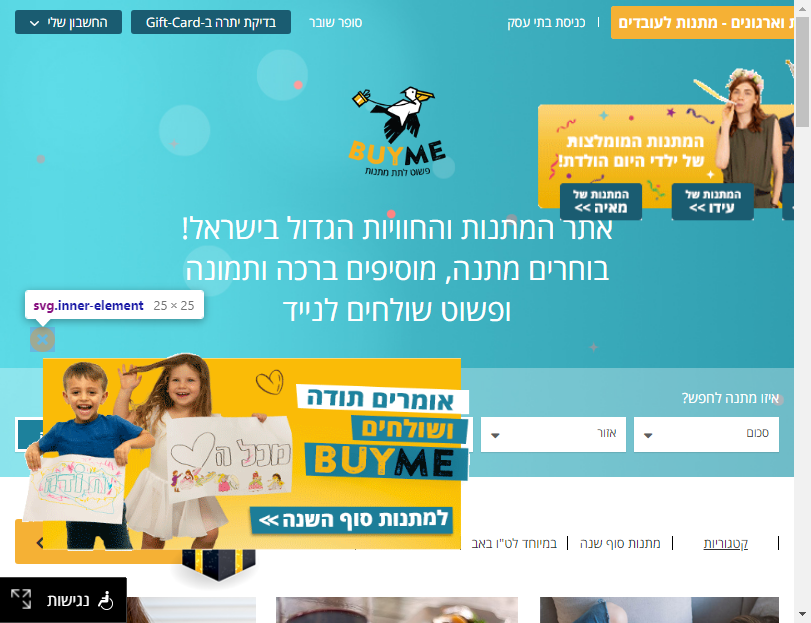 ת וארגונים - מתנות לעובדים
כניסת בתי עסק
סופר שובר
בדיקת יתרה ב-Gift-Card
החשבון שלי
BUYME
פשוט לתת מתנות
המתנות המומלצות
של ילדי היום הולדת!
המתנות של
עידו >>
המתנות של
מאיה >>
אתר המתנות והחוויות הגדול בישראל!
בוחרים מתנה, מוסיפים ברכה ותמונה
ופשוט שולחים לנייד
svg.inner-element 25 × 25
איזו מתנה לחפש?
סכום
אזור
אומרים תודה
ושולחים
BUYME
מכל ה
תודה
למתנות סוף השנה >>
קטגוריות
מתנות סוף שנה
במיוחד לט"ו באב
נגישות